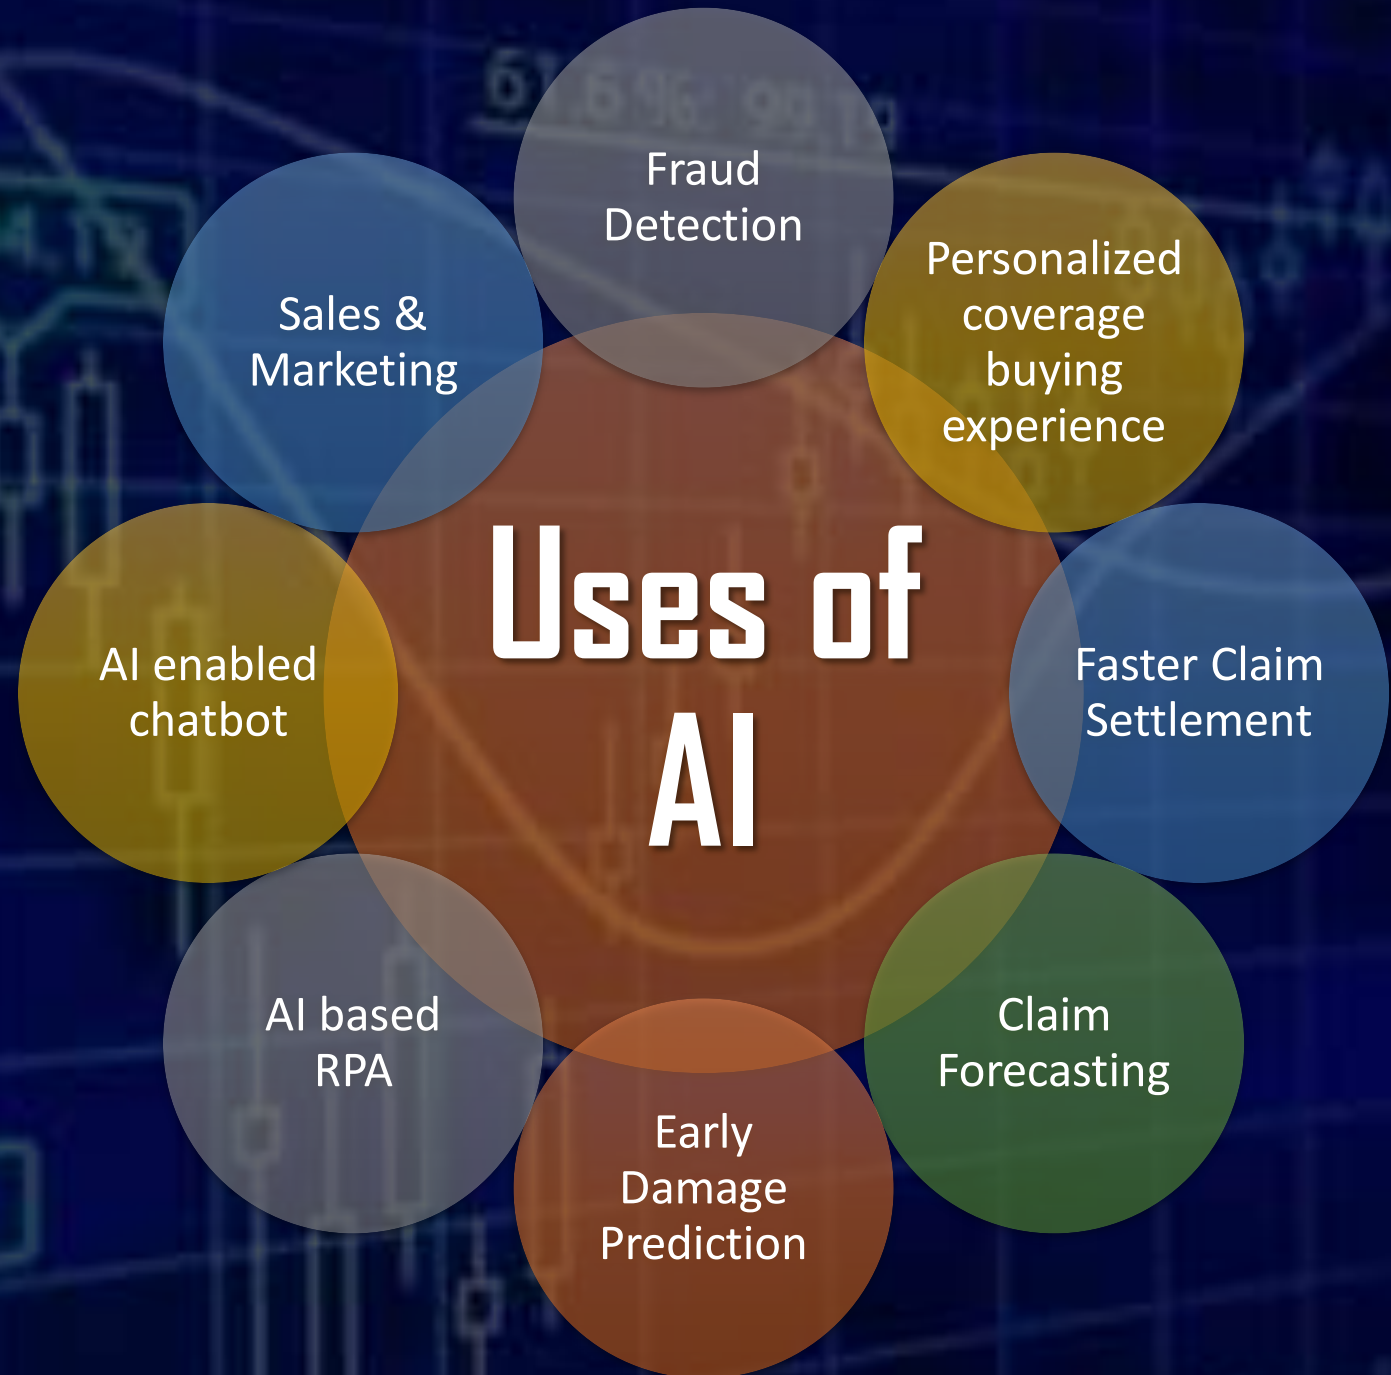 Fraud
Detection
Personalized
coverage
buying
experience
Faster Claim
Settlement
Claim
Forecasting
Early
Damage
Prediction
AI based
RPA
AI enabled
chatbot
Sales &
Marketing
Uses of
AI